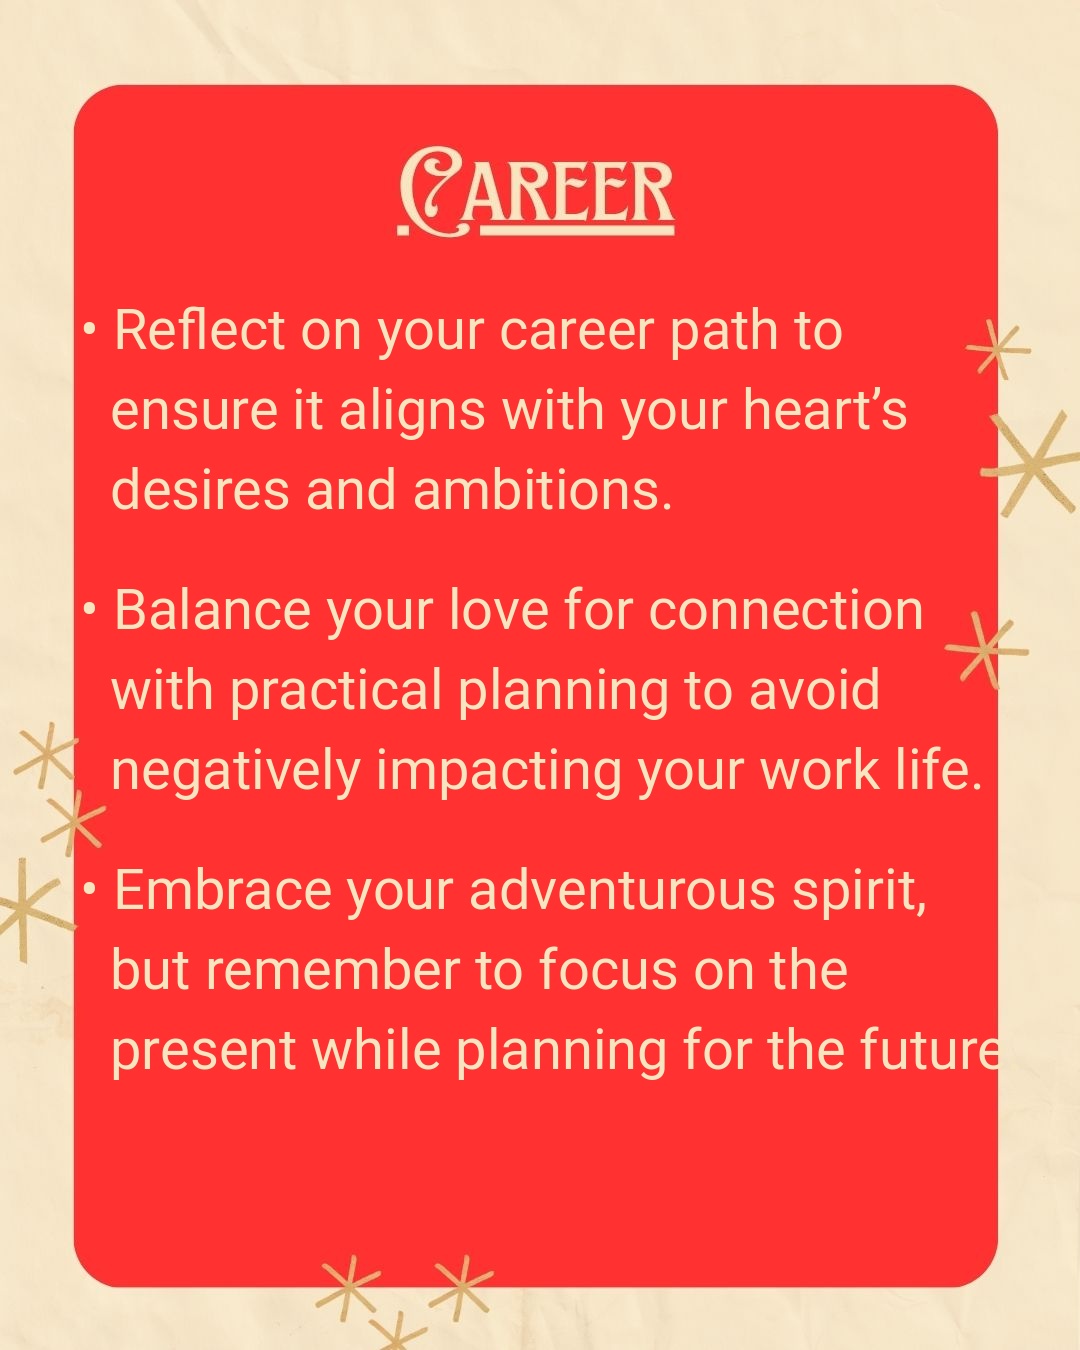 Career
• Reflect on your career path to
ensure it aligns with your heart’s
desires and ambitions.
• Balance your love for connection
with practical planning to avoid
negatively impacting your work life.
• Embrace your adventurous spirit,
but remember to focus on the
present while planning for the future